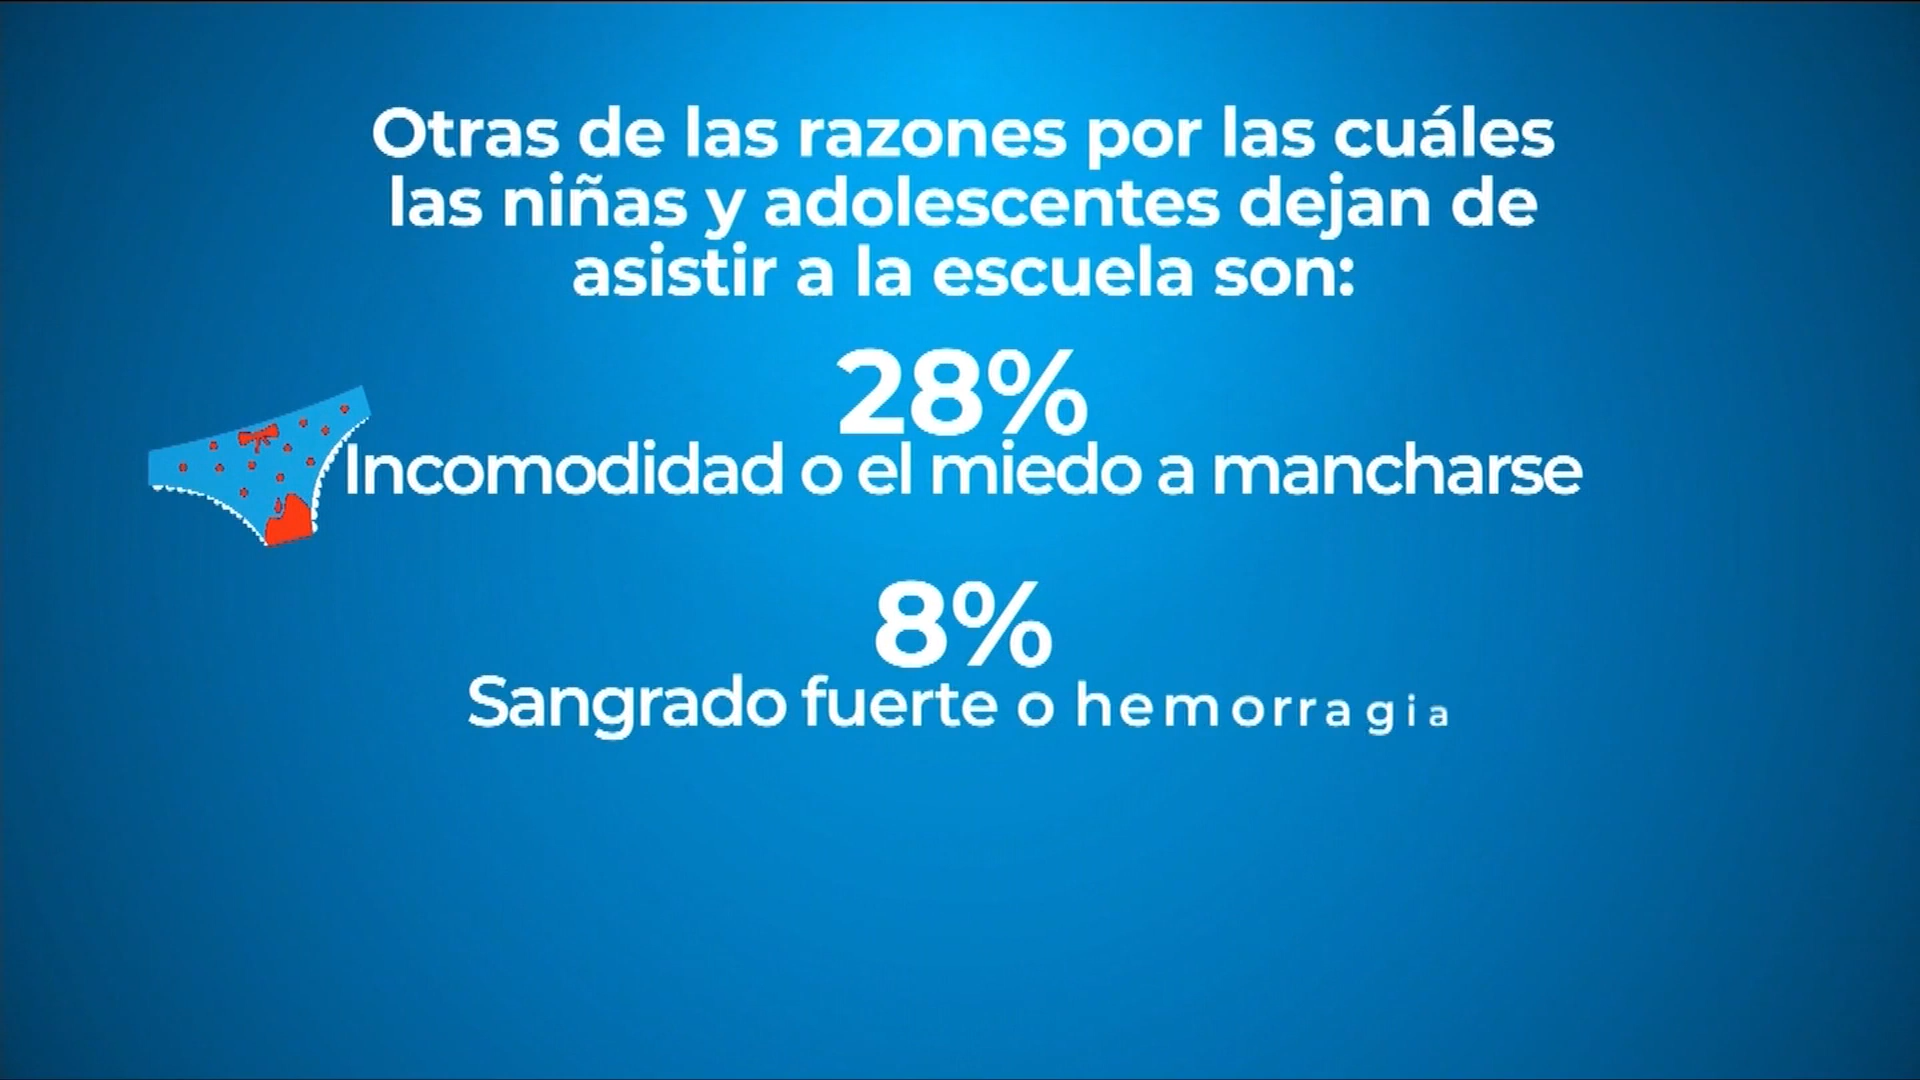 Otras de las razones por las cuáles
las niñas y adolescentes dejan de
asistir a la escuela son:
28%
Incomodidad o el miedo a mancharse
8%
Sangrado fuerte o hemorragia